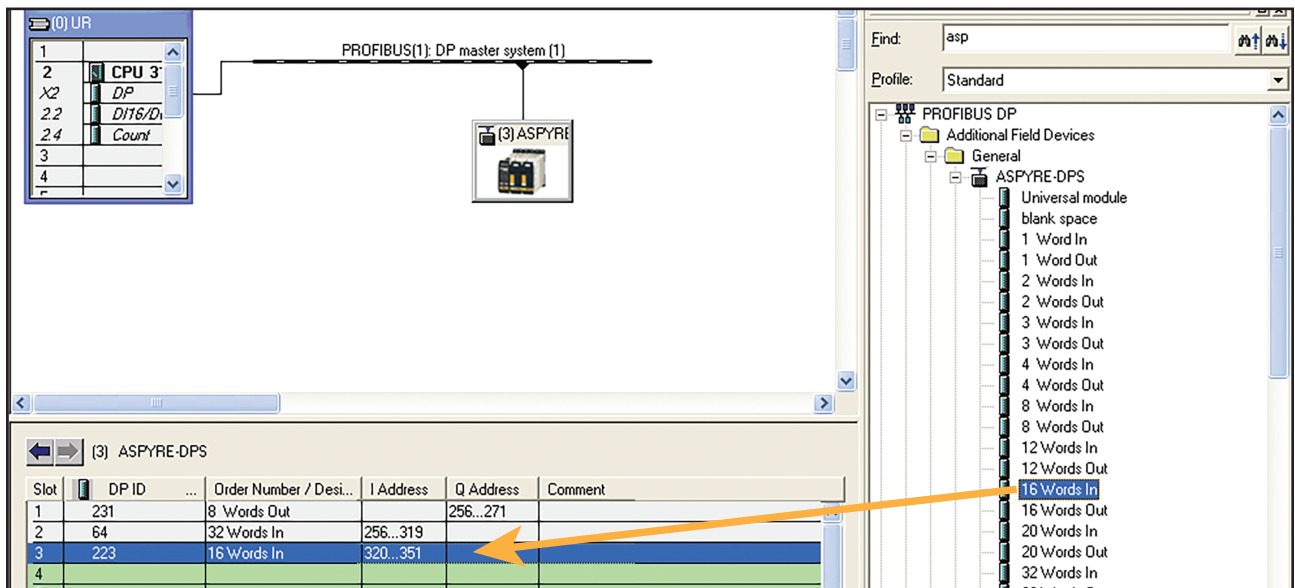 (0) UR
1
2 CPU 3
X2 DP
2.2 DI16/D
2.4 Count
3
4
PROFIBUS(1): DP master system (1)
(3) ASPYRE
(3) ASPYRE-DPS
Slot DP ID ... Order Number / Desi... I Address Q Address Comment
1 231 8 Words Out 256...271
2 64 32 Words In 256...319
3 223 16 Words In 320...351
4
Find: asp
Profile: Standard
PROFIBUS DP
Additional Field Devices
General
ASPYRE-DPS
Universal module
blank space
1 Word In
1 Word Out
2 Words In
2 Words Out
3 Words In
3 Words Out
4 Words In
4 Words Out
8 Words In
8 Words Out
12 Words In
12 Words Out
16 Words In
16 Words Out
20 Words In
20 Words Out
32 Words In